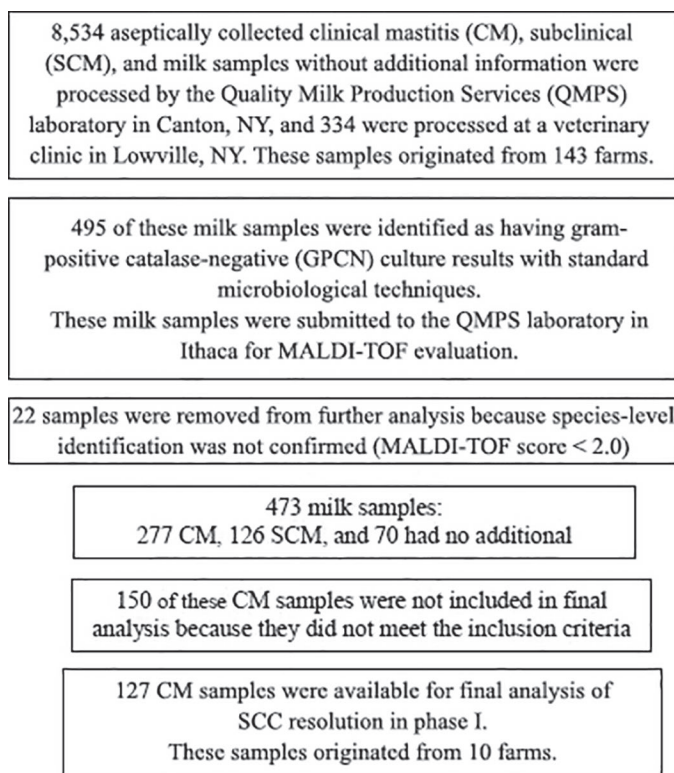 8,534 aseptically collected clinical mastitis (CM), subclinical
(SCM), and milk samples without additional information were
processed by the Quality Milk Production Services (QMPS)
laboratory in Canton, NY, and 334 were processed at a veterinary
clinic in Lowville, NY. These samples originated from 143 farms.
495 of these milk samples were identified as having gram-
positive catalase-negative (GPCN) culture results with standard
microbiological techniques.
These milk samples were submitted to the QMPS laboratory in
Ithaca for MALDI-TOF evaluation.
22 samples were removed from further analysis because species-level
identification was not confirmed (MALDI-TOF score < 2.0)
473 milk samples:
277 CM, 126 SCM, and 70 had no additional
150 of these CM samples were not included in final
analysis because they did not meet the inclusion criteria
127 CM samples were available for final analysis of
SCC resolution in phase I.
These samples originated from 10 farms.